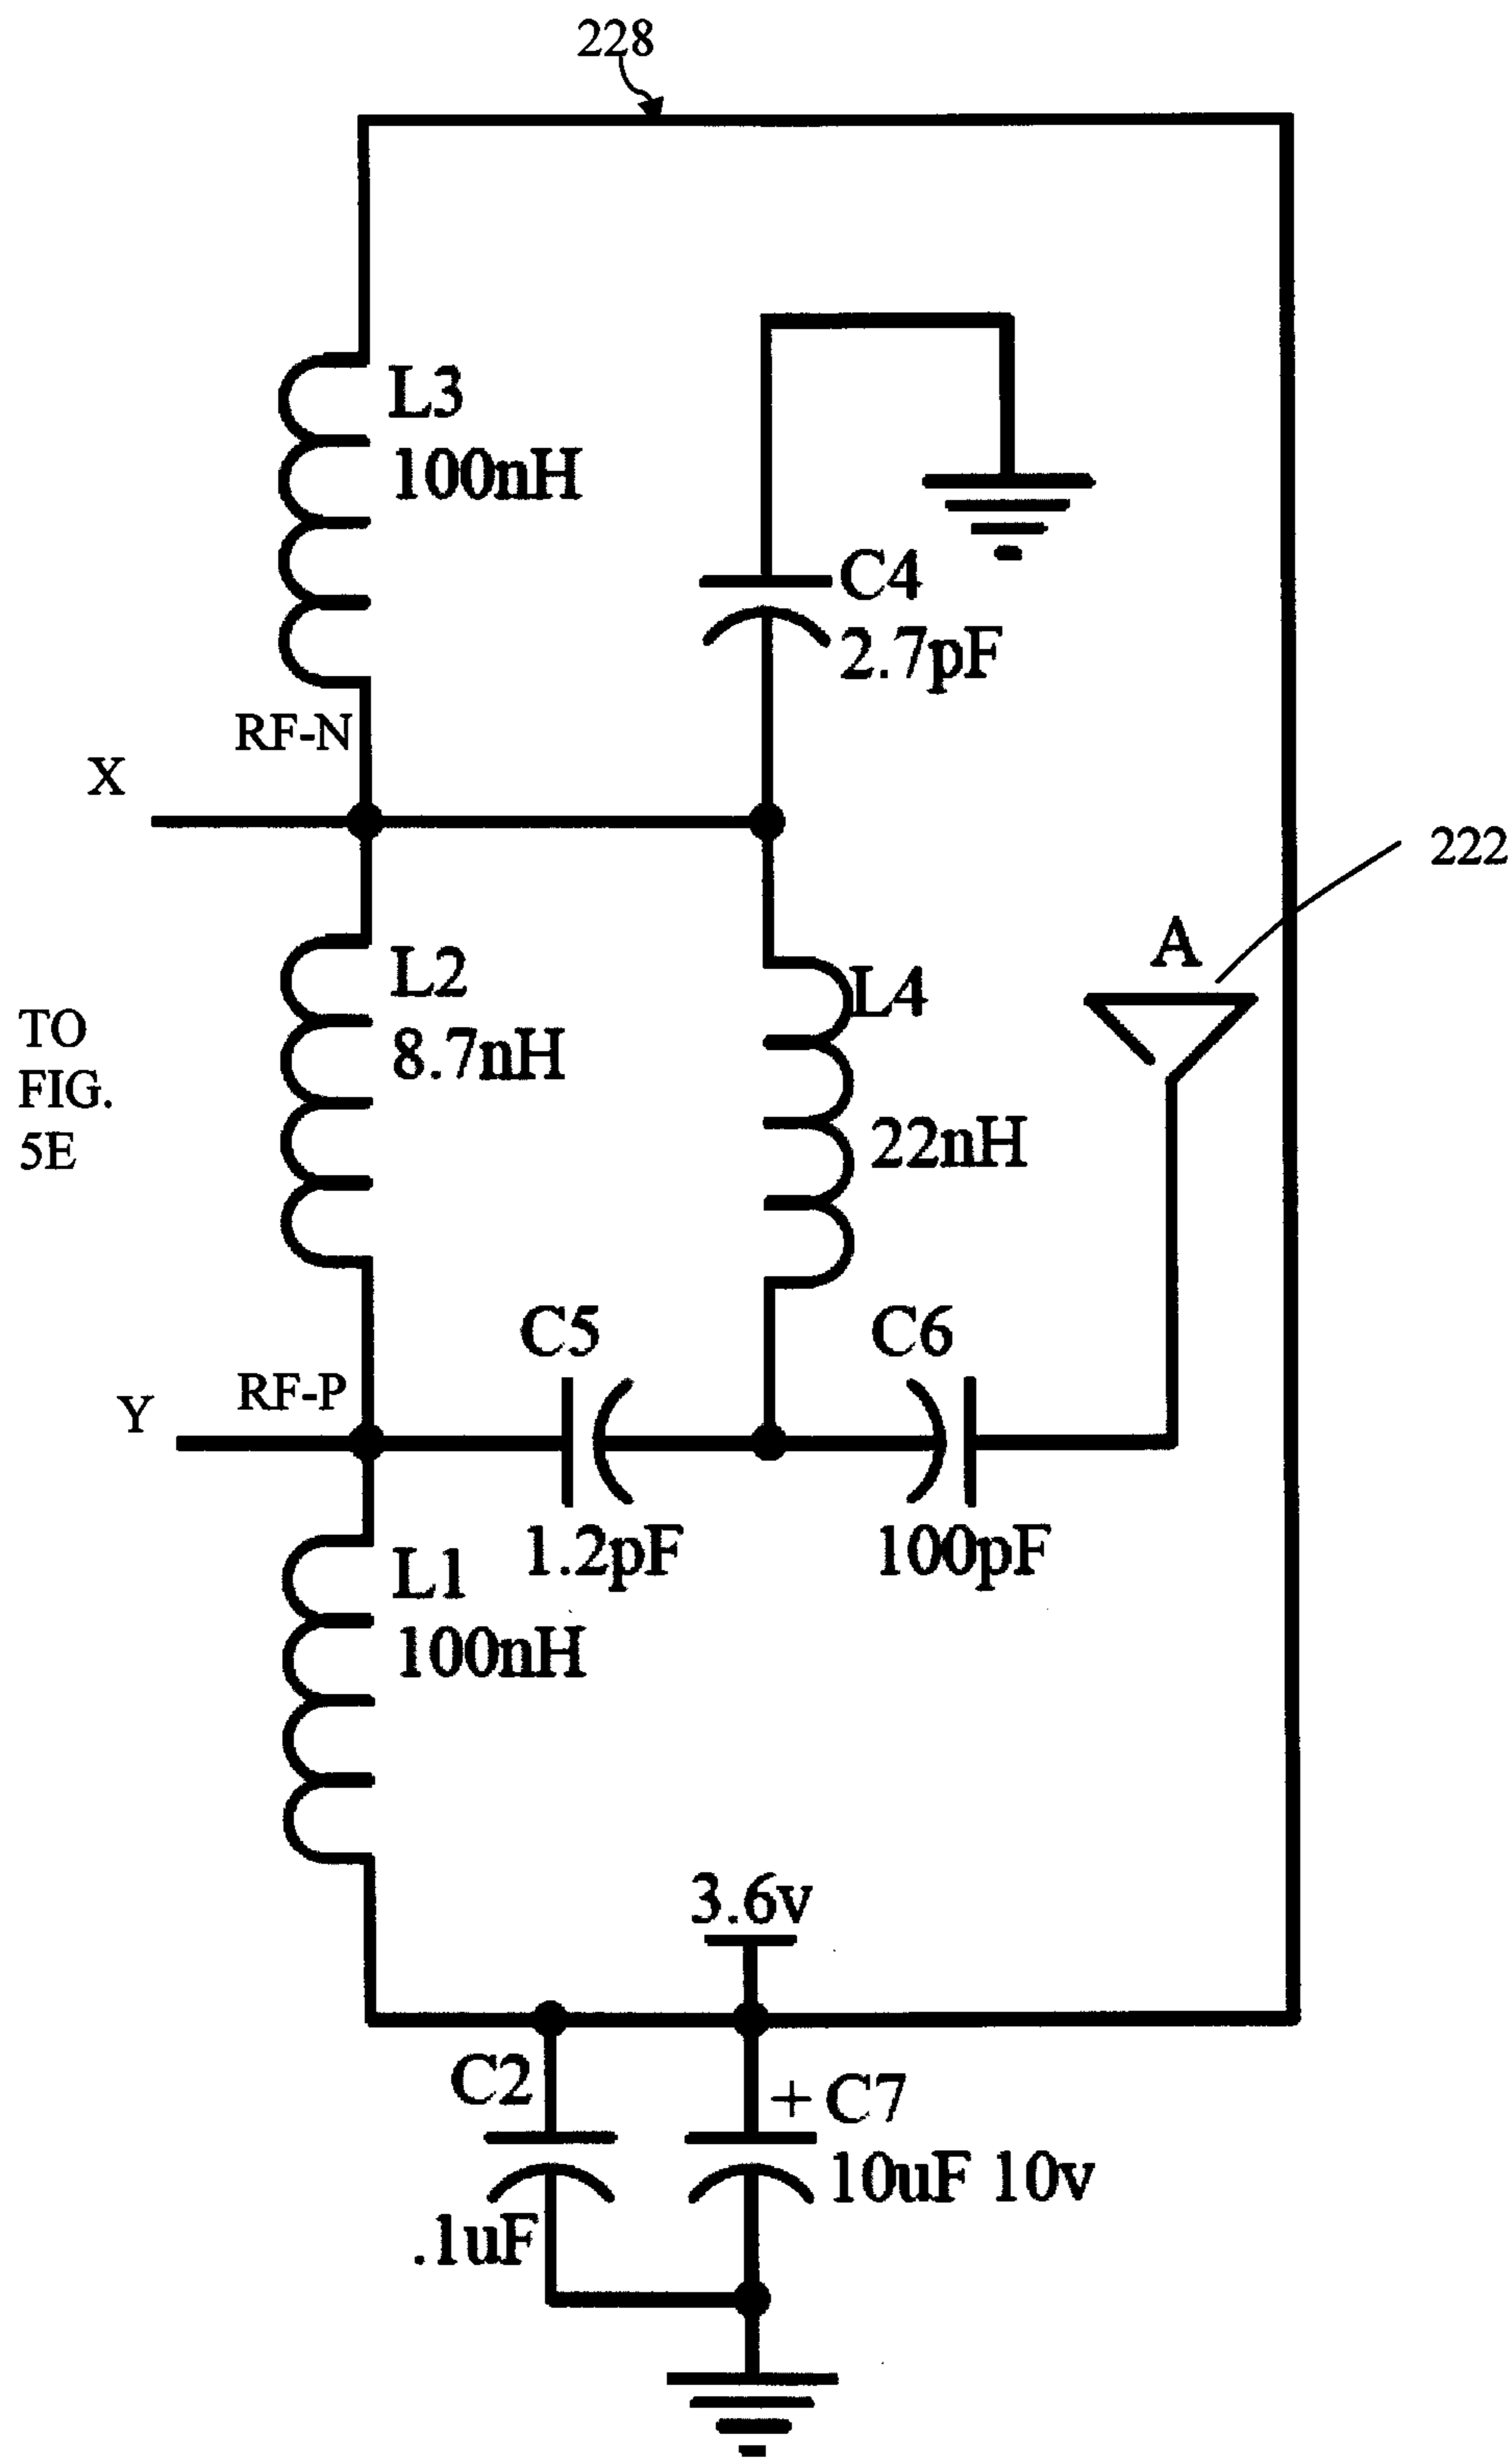 228
L3
100nH
C4
2.7pF
RF-N
X
222
A
L2
8.7nH
L4
22nH
TO
FIG.
5E
C5
C6
RF-P
Y
1.2pF
100pF
L1
100nH
3.6v
C2
+ C7
10uF 10v
.1uF